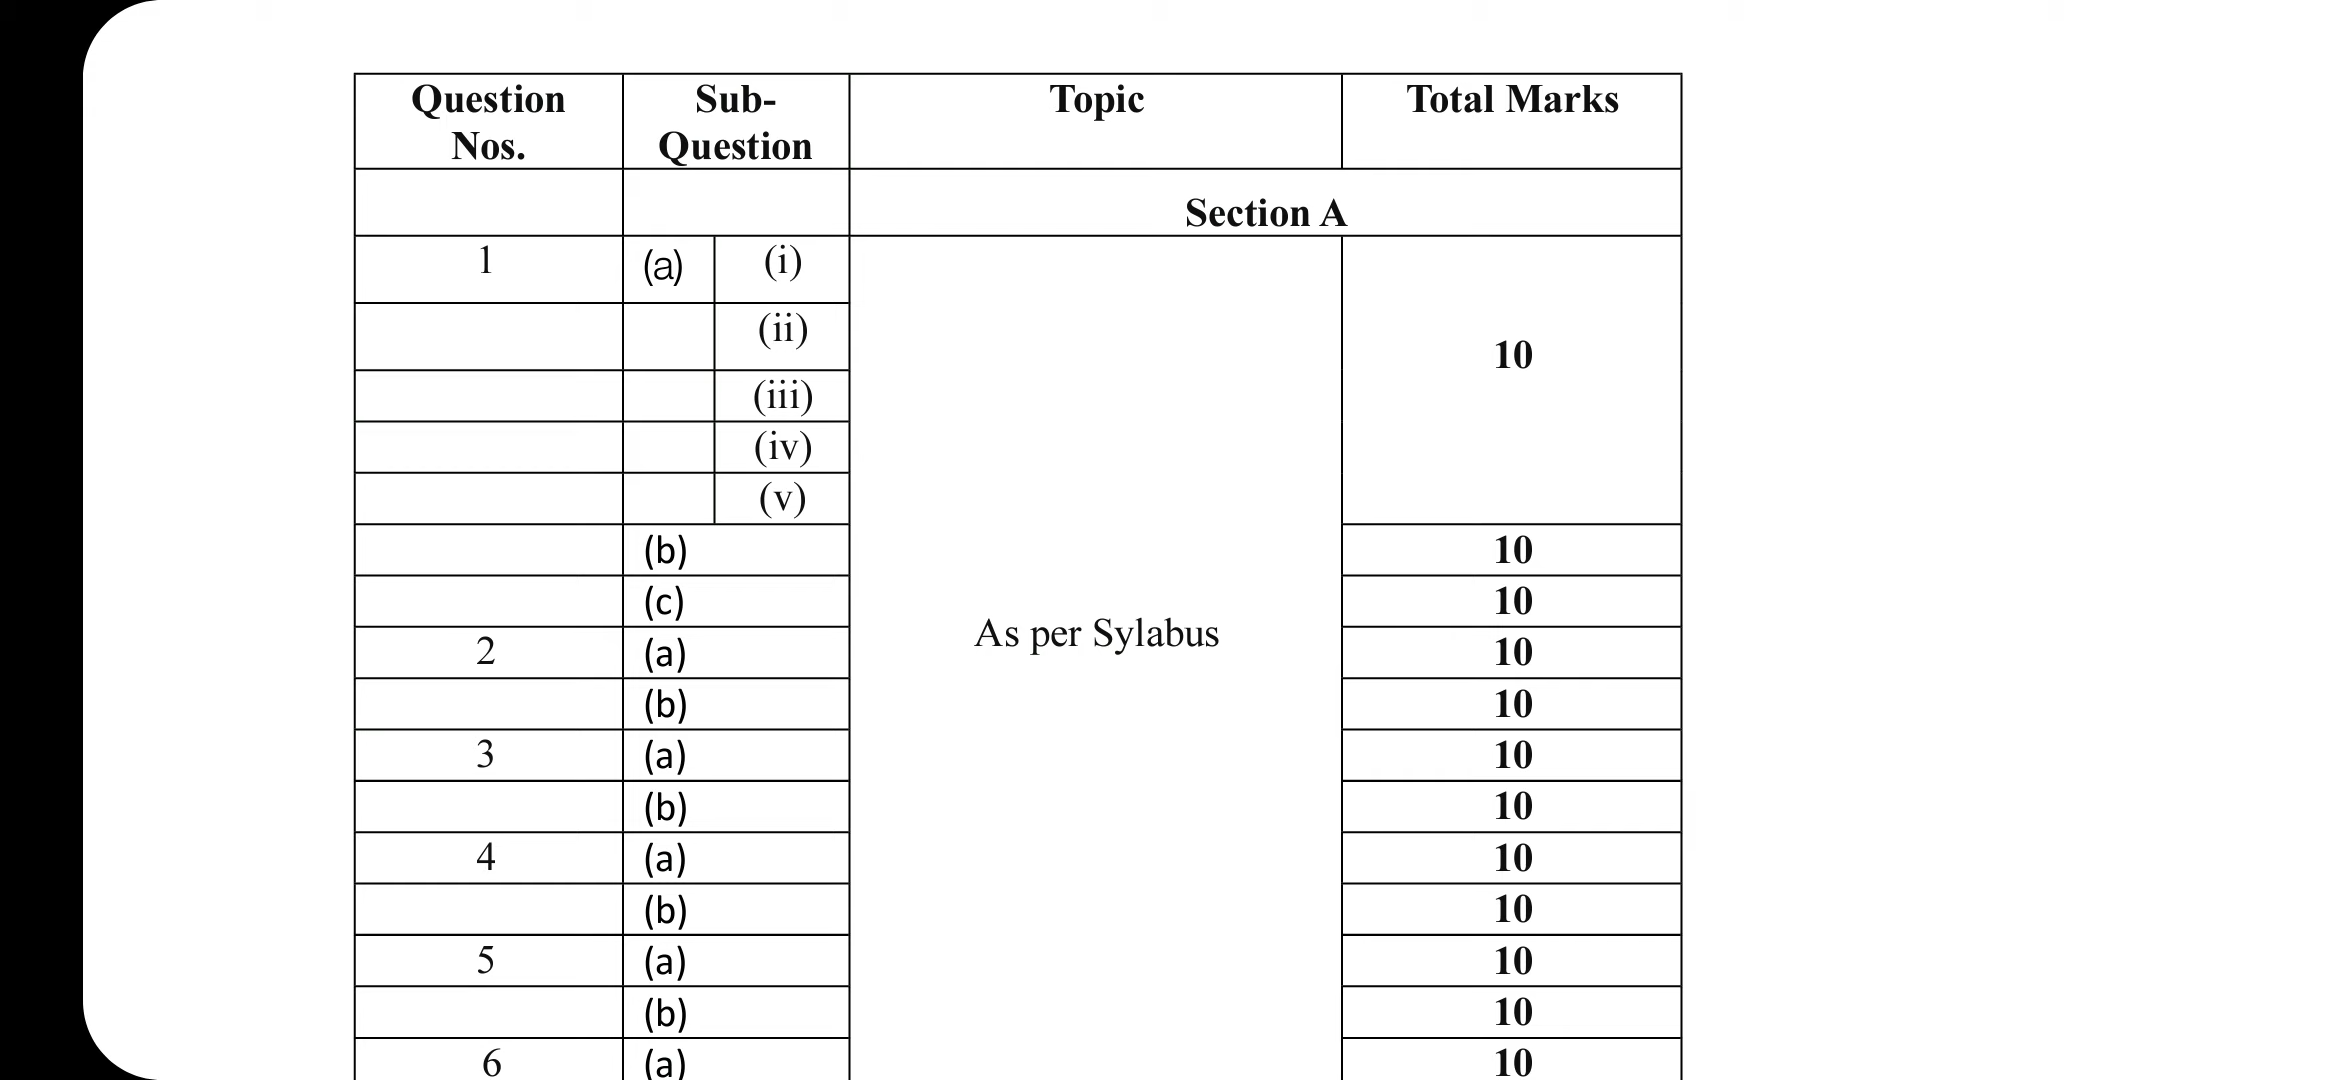 Question Nos. Sub-Question Topic Total Marks
Section A
1 (a) (i) As per Sylabus 10
(ii)
(iii)
(iv)
(v)
(b) 10
(c) 10
2 (a) 10
(b) 10
3 (a) 10
(b) 10
4 (a) 10
(b) 10
5 (a) 10
(b) 10
6 (a) 10